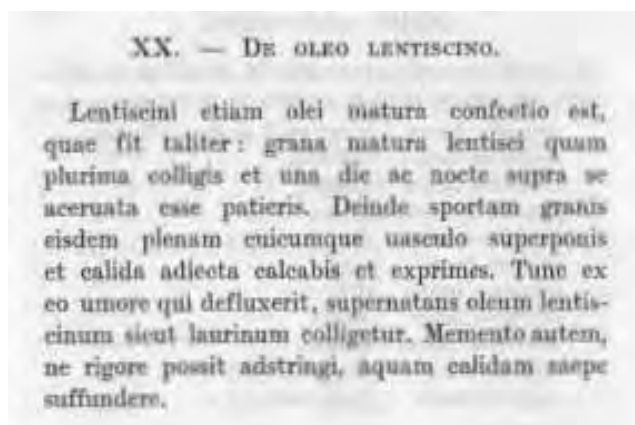 XX. — De oleo lentiscino.
Lentiscini etiam olei matura confectio est,
quae fit taliter: grana matura lentisci quam
plurima colligis et una die ac nocte supra se
aceruata esse patieris. Deinde sportam granis
eisdem plenam cuicumque uasculo superponis
et calida adiecta calcabis et exprimes. Tunc ex
eo umore qui defluxerit, supernatans oleum lentis-
cinum sicut laurinum colligetur. Memento autem,
ne rigore possit adstringi, aquam calidam saepe
suffundere.